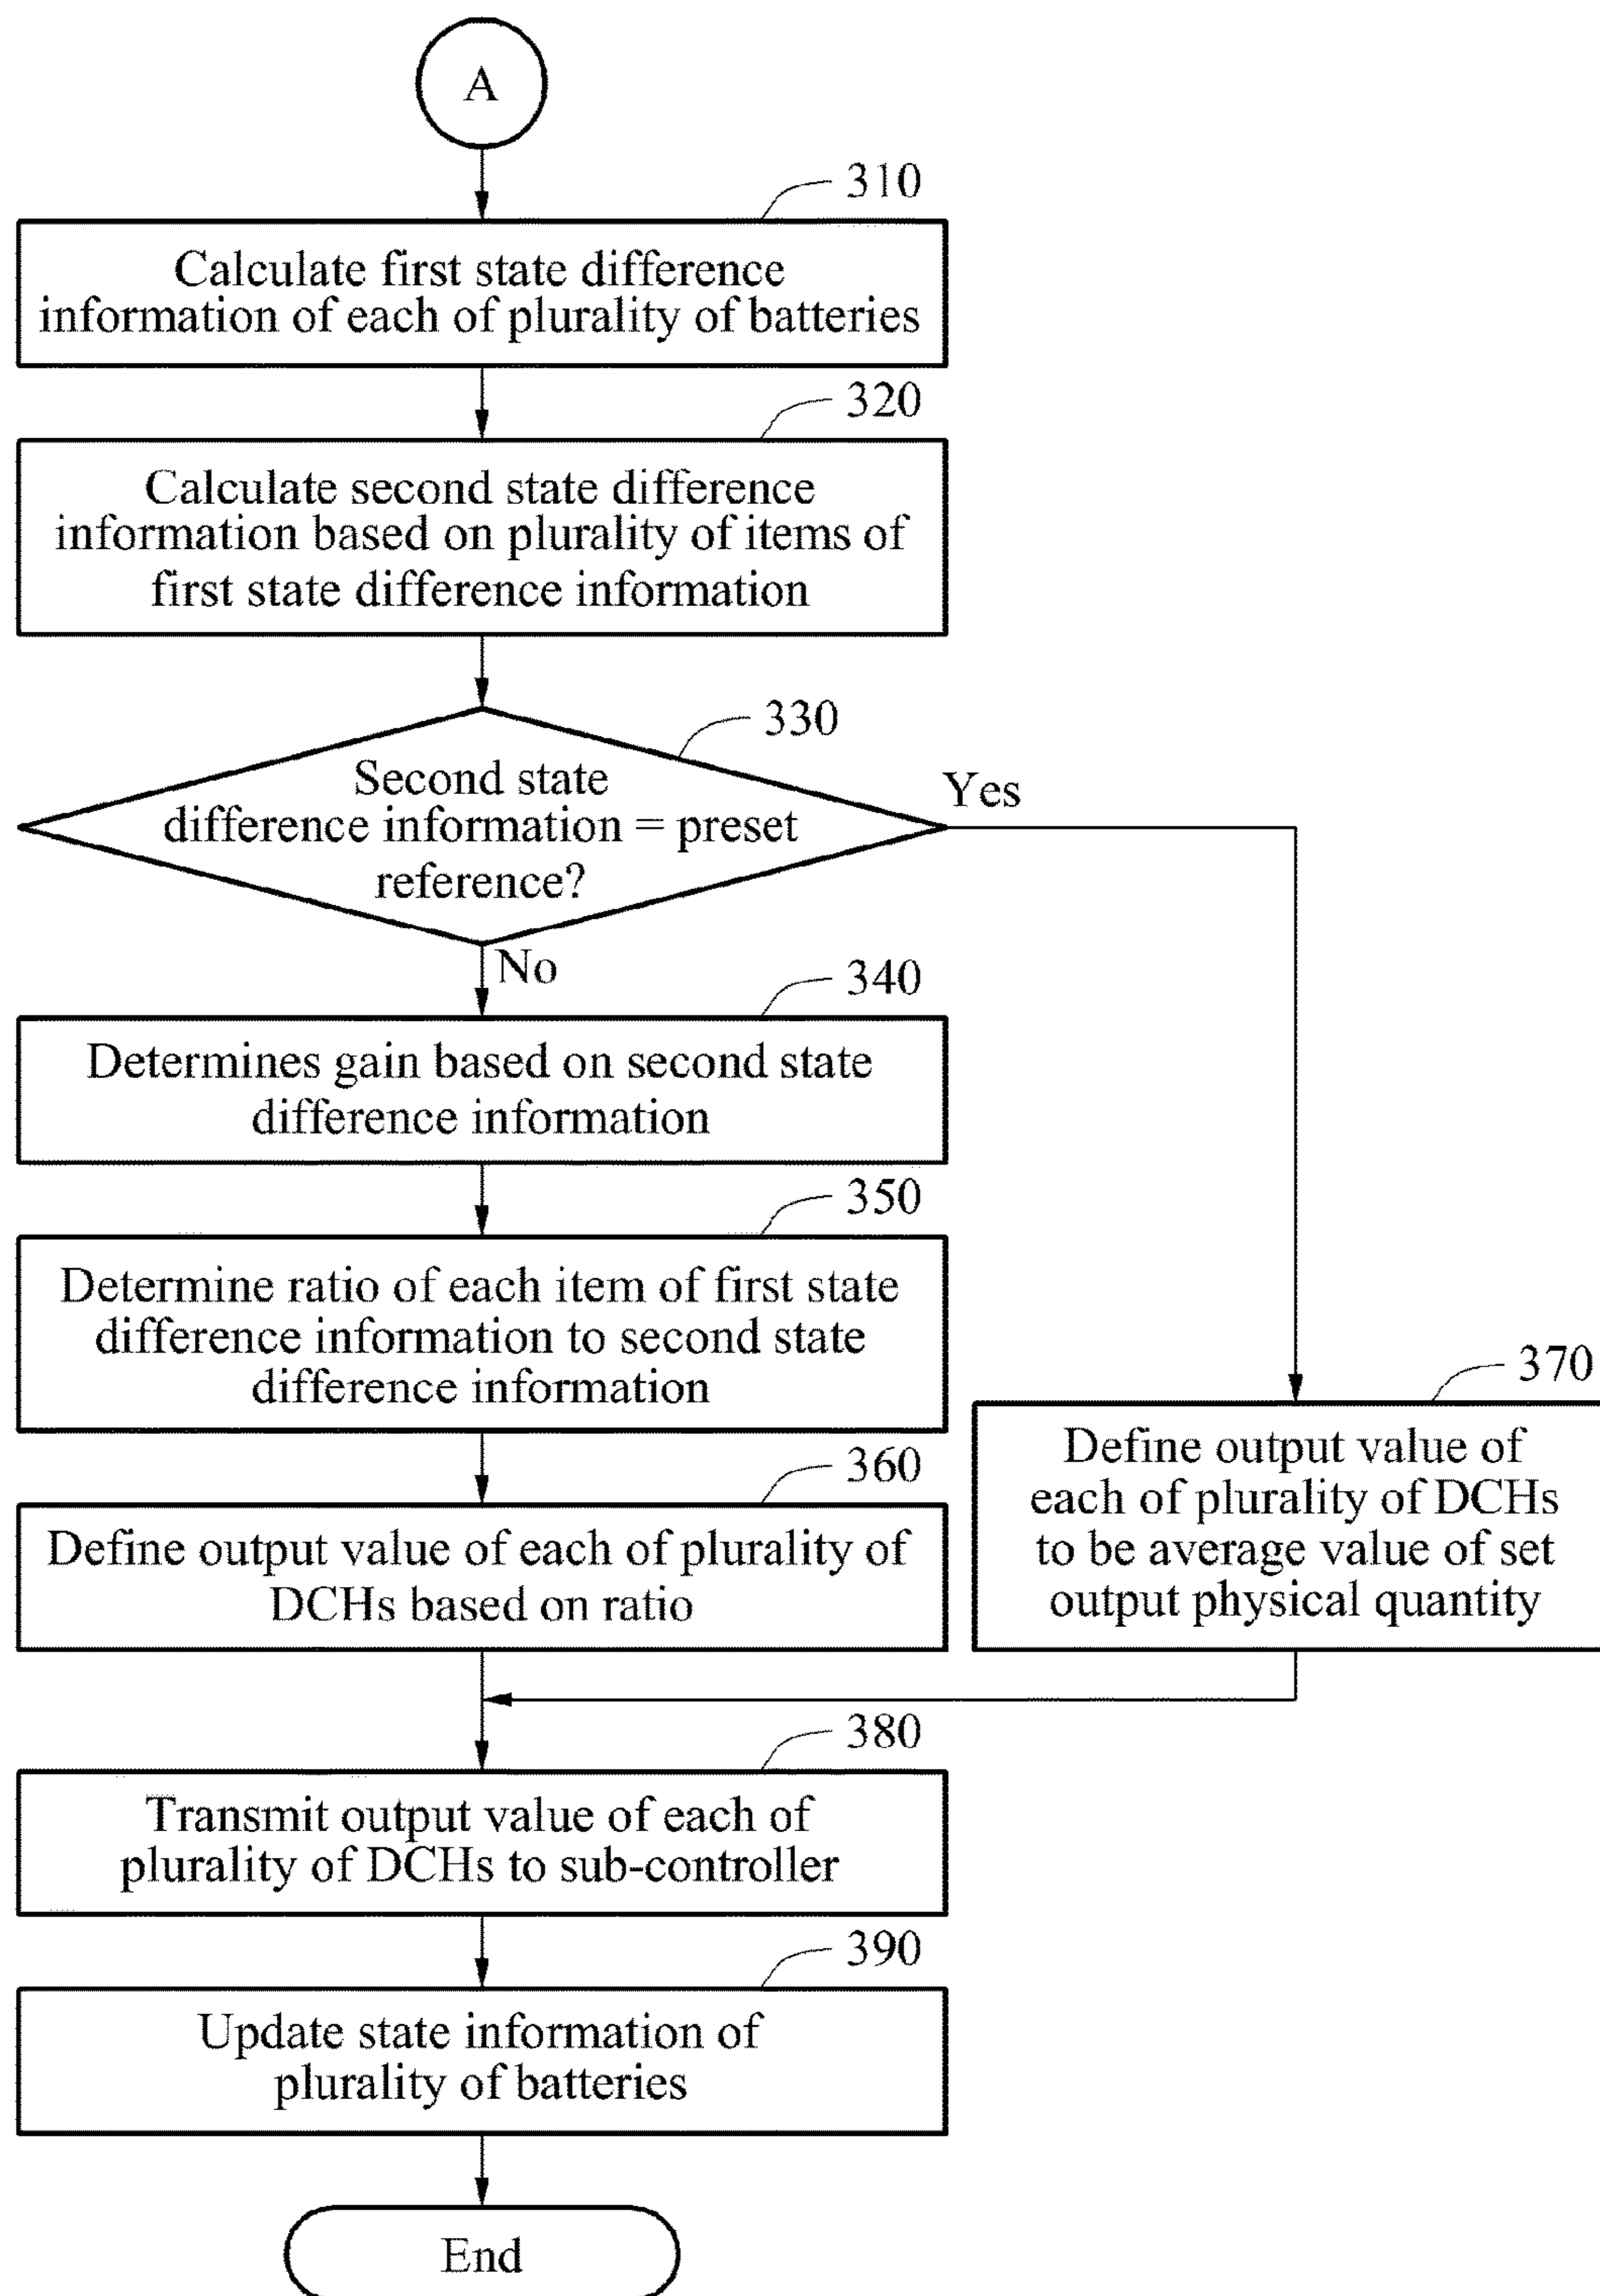 A
310
Calculate first state difference
information of each of plurality of batteries
320
Calculate second state difference
information based on plurality of items of
first state difference information
330
Second state
difference information = preset
reference?
Yes
No
340
Determines gain based on second state
difference information
350
Determine ratio of each item of first state
difference information to second state
difference information
360
Define output value of each of plurality of
DCHs based on ratio
370
Define output value of
each of plurality of DCHs
to be average value of set
output physical quantity
380
Transmit output value of each of
plurality of DCHs to sub-controller
390
Update state information of
plurality of batteries
End